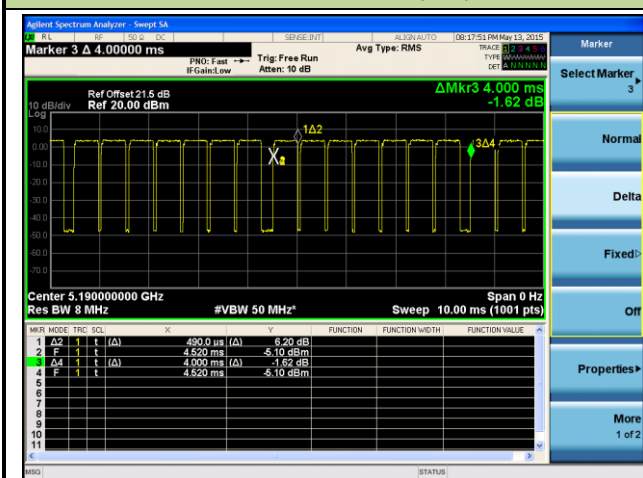 Agilent Spectrum Analyzer - Swept SA
RL RF 50 Ω DC SENSE:INT ALIGN AUTO 08:17:51 PM May 13, 2015
Marker 3 Δ 4.00000 ms
PNO: Fast Trig: Free Run Avg Type: RMS TRACE 1 2 3 4 5 6
IFGain:Low Atten: 10 dB TYPE
DET A N N N N N
Ref Offset 21.5 dB ΔMkr3 4.000 ms
10 dB/div Ref 20.00 dBm -1.62 dB
Log
10.0
1Δ2
0.00
3Δ4
-10.0
X
-20.0
-30.0
-40.0
-50.0
-60.0
-70.0
Center 5.190000000 GHz Span 0 Hz
Res BW 8 MHz #VBW 50 MHz* Sweep 10.00 ms (1001 pts)
MKR MODE TRC SCL X Y FUNCTION FUNCTION WIDTH FUNCTION VALUE
1 Δ2 1 t (Δ) 490.0 µs (Δ) 6.20 dB
2 F 1 t 4.520 ms -5.10 dBm
3 Δ4 1 t (Δ) 4.000 ms (Δ) -1.62 dB
4 F 1 t 4.520 ms -5.10 dBm
5
6
7
8
9
10
11
MSG STATUS
Marker
Select Marker
3
Normal
Delta
Fixed
Off
Properties
More
1 of 2